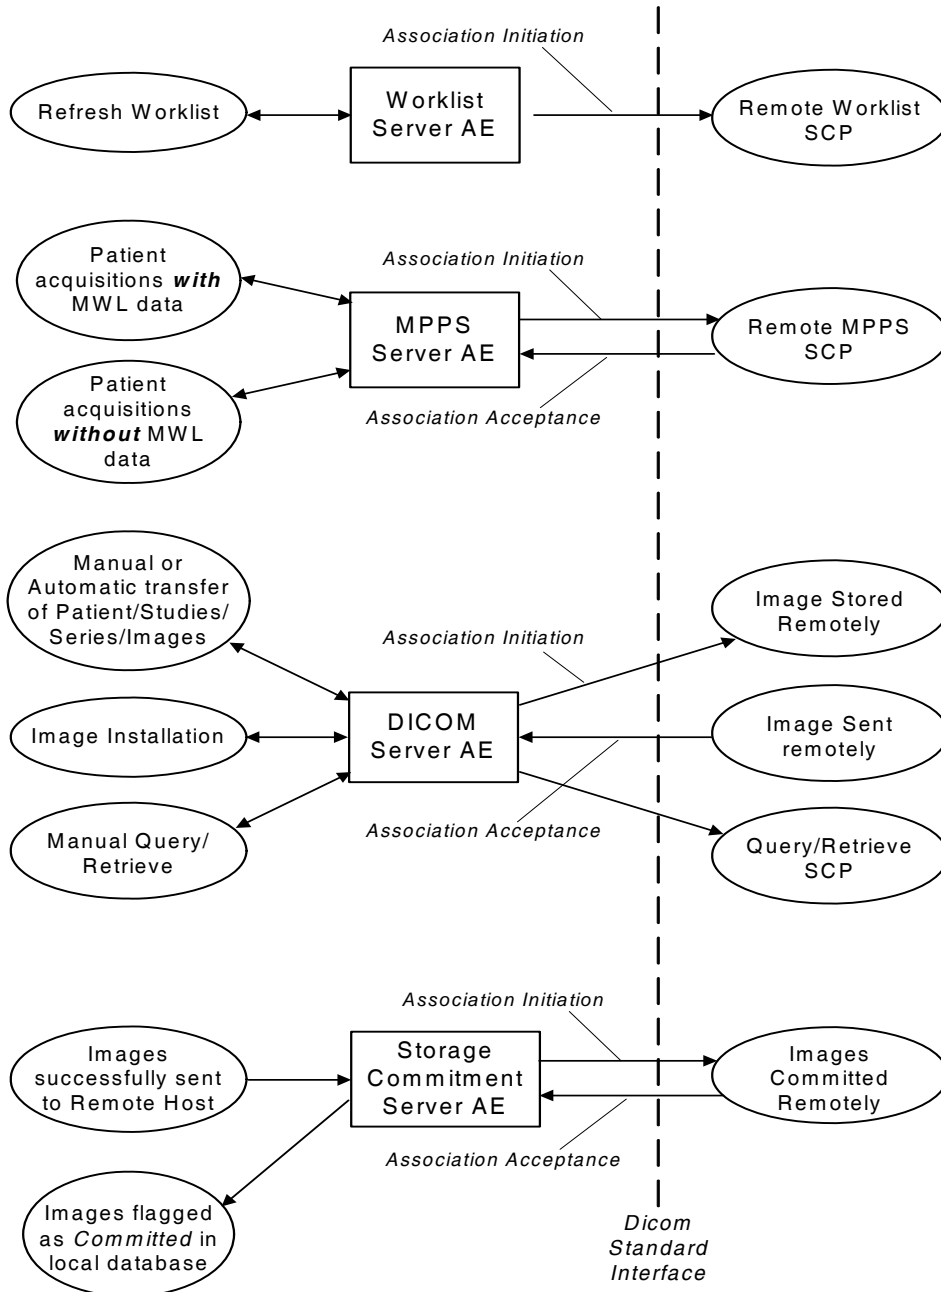 Association Initiation
Refresh Worklist
Worklist
Server AE
Remote Worklist
SCP
Patient
acquisitions with
MWL data
Association Initiation
MPPS
Server AE
Remote MPPS
SCP
Patient
acquisitions
without MWL
data
Association Acceptance
Manual or
Automatic transfer
of Patient/Studies/
Series/Images
Association Initiation
Image Stored
Remotely
Image Installation
DICOM
Server AE
Image Sent
remotely
Manual Query/
Retrieve
Association Acceptance
Query/Retrieve
SCP
Association Initiation
Images
successfully sent
to Remote Host
Storage
Commitment
Server AE
Images
Committed
Remotely
Association Acceptance
Images flagged
as Committed in
local database
Dicom
Standard
Interface